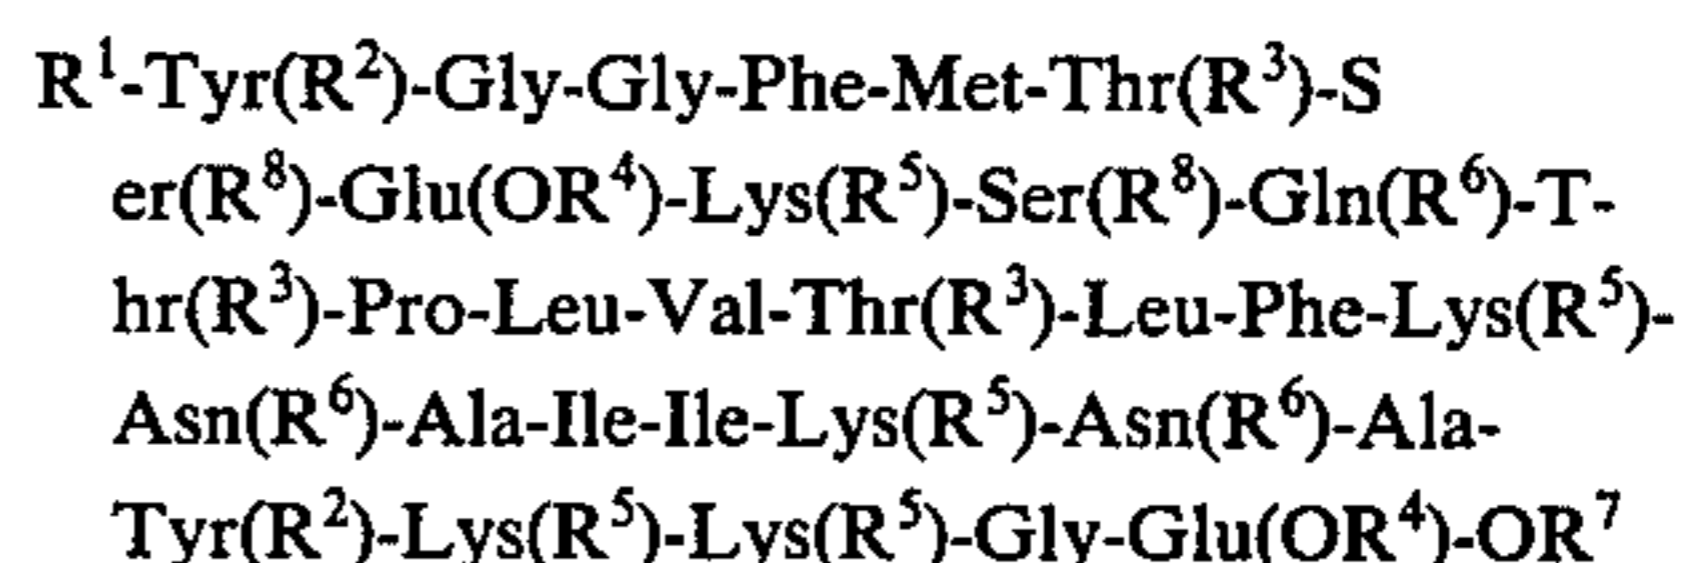 R¹-Tyr(R²)-Gly-Gly-Phe-Met-Thr(R³)-S
er(R⁸)-Glu(OR⁴)-Lys(R⁵)-Ser(R⁸)-Gln(R⁶)-T-
hr(R³)-Pro-Leu-Val-Thr(R³)-Leu-Phe-Lys(R⁵)-
Asn(R⁶)-Ala-Ile-Ile-Lys(R⁵)-Asn(R⁶)-Ala-
Tyr(R²)-Lys(R⁵)-Lys(R⁵)-Gly-Glu(OR⁴)-OR⁷